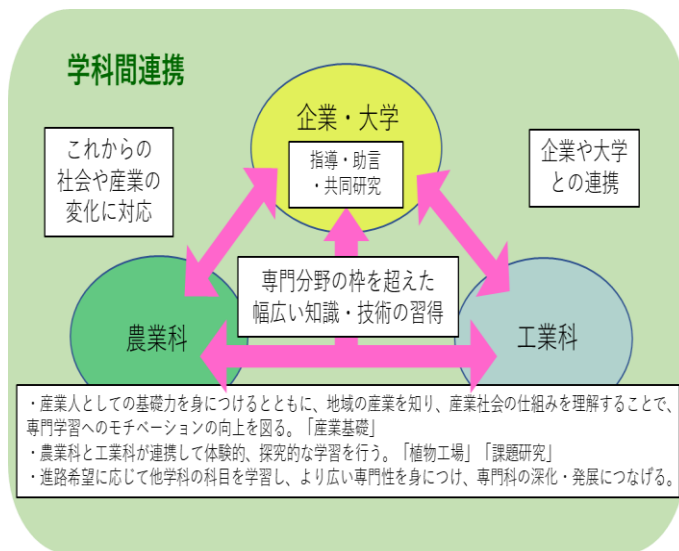 学科間連携
企業・大学
指導・助言
・共同研究
これからの
社会や産業の
変化に対応
企業や大学
との連携
専門分野の枠を超えた
幅広い知識・技術の習得
農業科
工業科
・産業人としての基礎力を身につけるとともに、地域の産業を知り、産業社会の仕組みを理解することで、
専門学習へのモチベーションの向上を図る。「産業基礎」
・農業科と工業科が連携して体験的、探究的な学習を行う。「植物工場」「課題研究」
・進路希望に応じて他学科の科目を学習し、より広い専門性を身につけ、専門科の深化・発展につなげる。